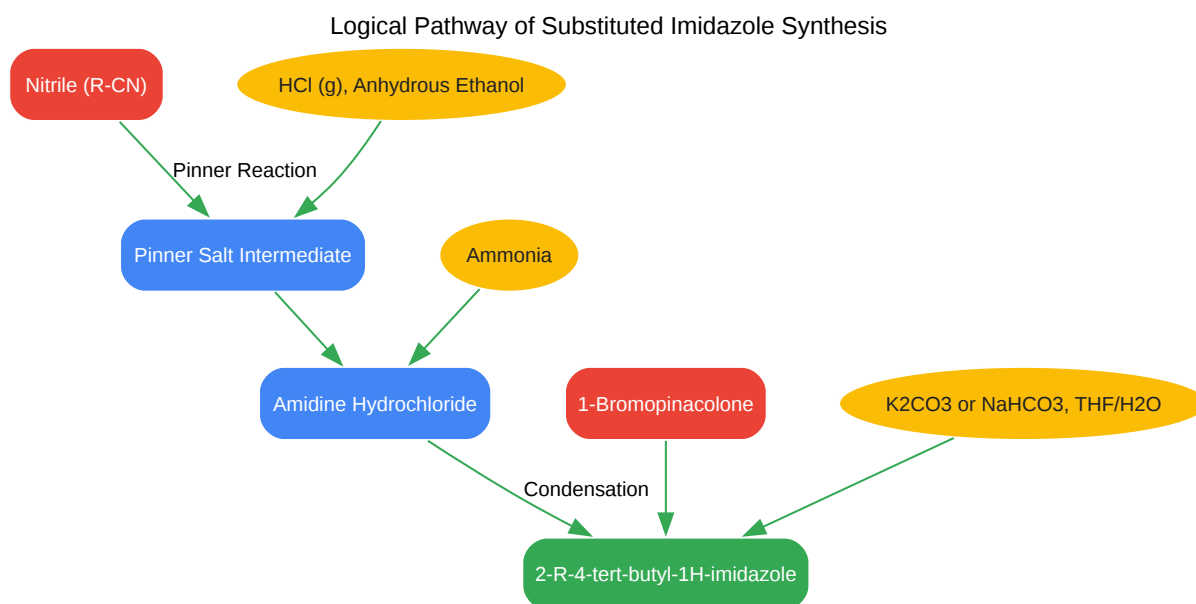 Logical Pathway of Substituted Imidazole Synthesis
Nitrile (R-CN)
HCl (g), Anhydrous Ethanol
Pinner Reaction
Pinner Salt Intermediate
Ammonia
Amidine Hydrochloride
1-Bromopinacolone
K2CO3 or NaHCO3, THF/H2O
Condensation
2-R-4-tert-butyl-1H-imidazole